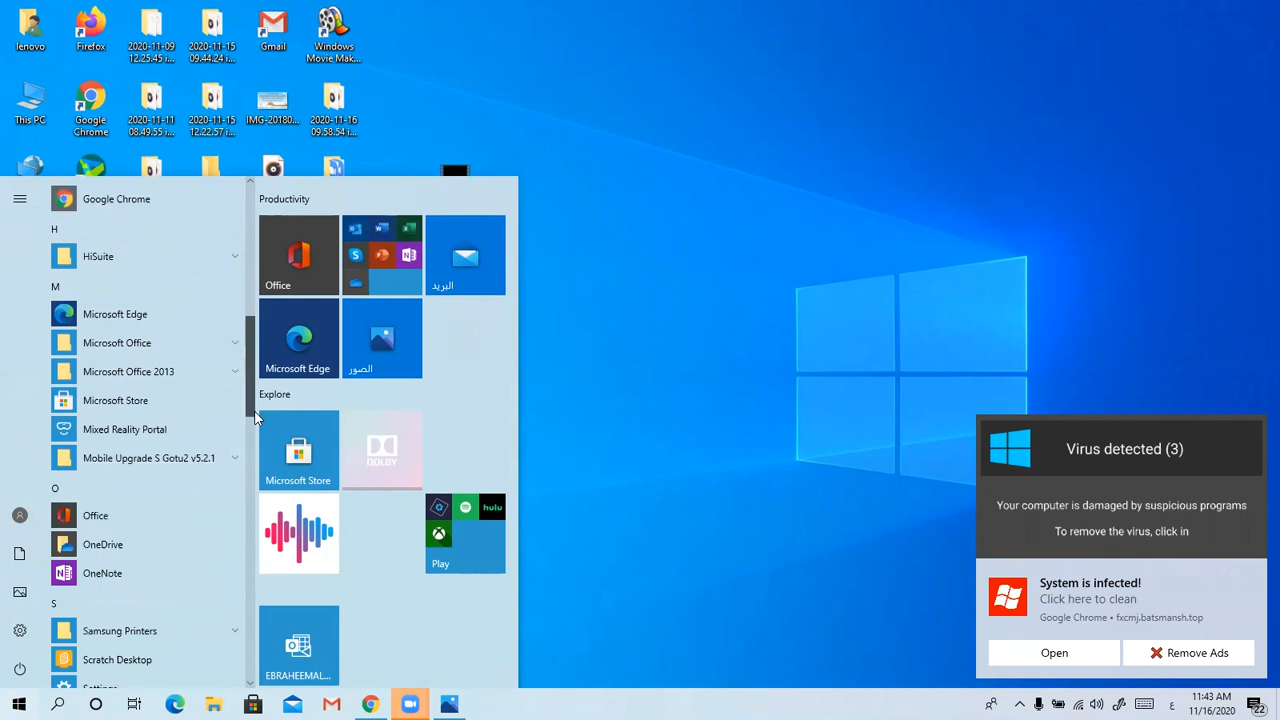 lenovo
Firefox
2020-11-09
12.25.45 i...
2020-11-15
09.44.24 i...
Gmail
Windows
Movie Mak...
This PC
Google
Chrome
2020-11-11
08.49.55 i...
2020-11-15
12.22.57 i...
IMG-20180...
2020-11-16
09.58.54 i...
Google Chrome
H
HiSuite
M
Microsoft Edge
Microsoft Office
Microsoft Office 2013
Microsoft Store
Mixed Reality Portal
Mobile Upgrade S Gotu2 v5.2.1
O
Office
OneDrive
OneNote
S
Samsung Printers
Scratch Desktop
Productivity
Office
البريد
Microsoft Edge
الصور
Explore
Microsoft Store
DOLBY
hulu
Play
EBRAHEEMAL...
Virus detected (3)
Your computer is damaged by suspicious programs
To remove the virus, click in
System is infected!
Click here to clean
Google Chrome • fxcmj.batsmansh.top
Open
Remove Ads
ع
11:43 AM
11/16/2020
22